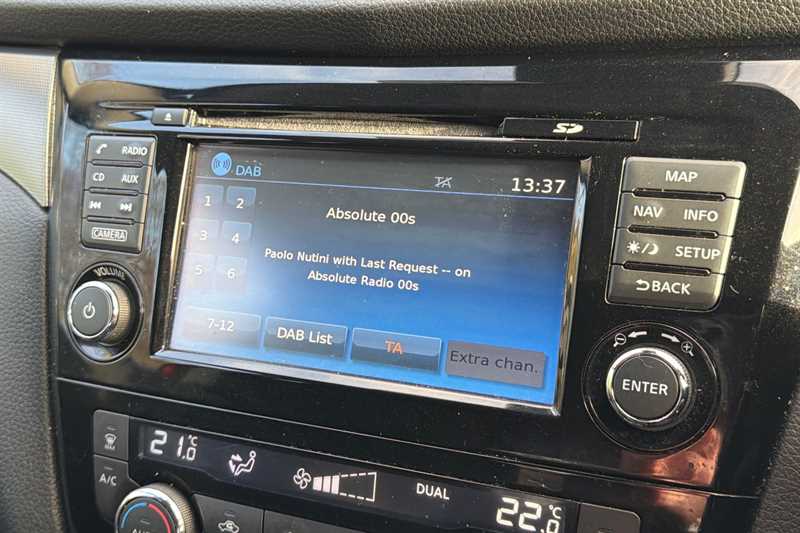 RADIO
CD AUX
CAMERA
VOLUME
DAB
TA
13:37
1 2
Absolute 00s
3 4
Paolo Nutini with Last Request -- on
Absolute Radio 00s
5 6
7-12
DAB List
TA
Extra chan.
MAP
NAV INFO
SETUP
BACK
ENTER
21.0 °C
DUAL
22.0 °C
A/C